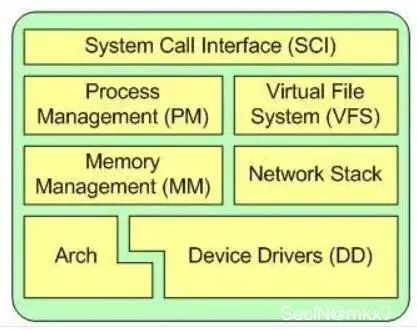 System Call Interface (SCI)
Process
Management (PM)
Virtual File
System (VFS)
Memory
Management (MM)
Network Stack
Arch
Device Drivers (DD)
SecIN@mkx7